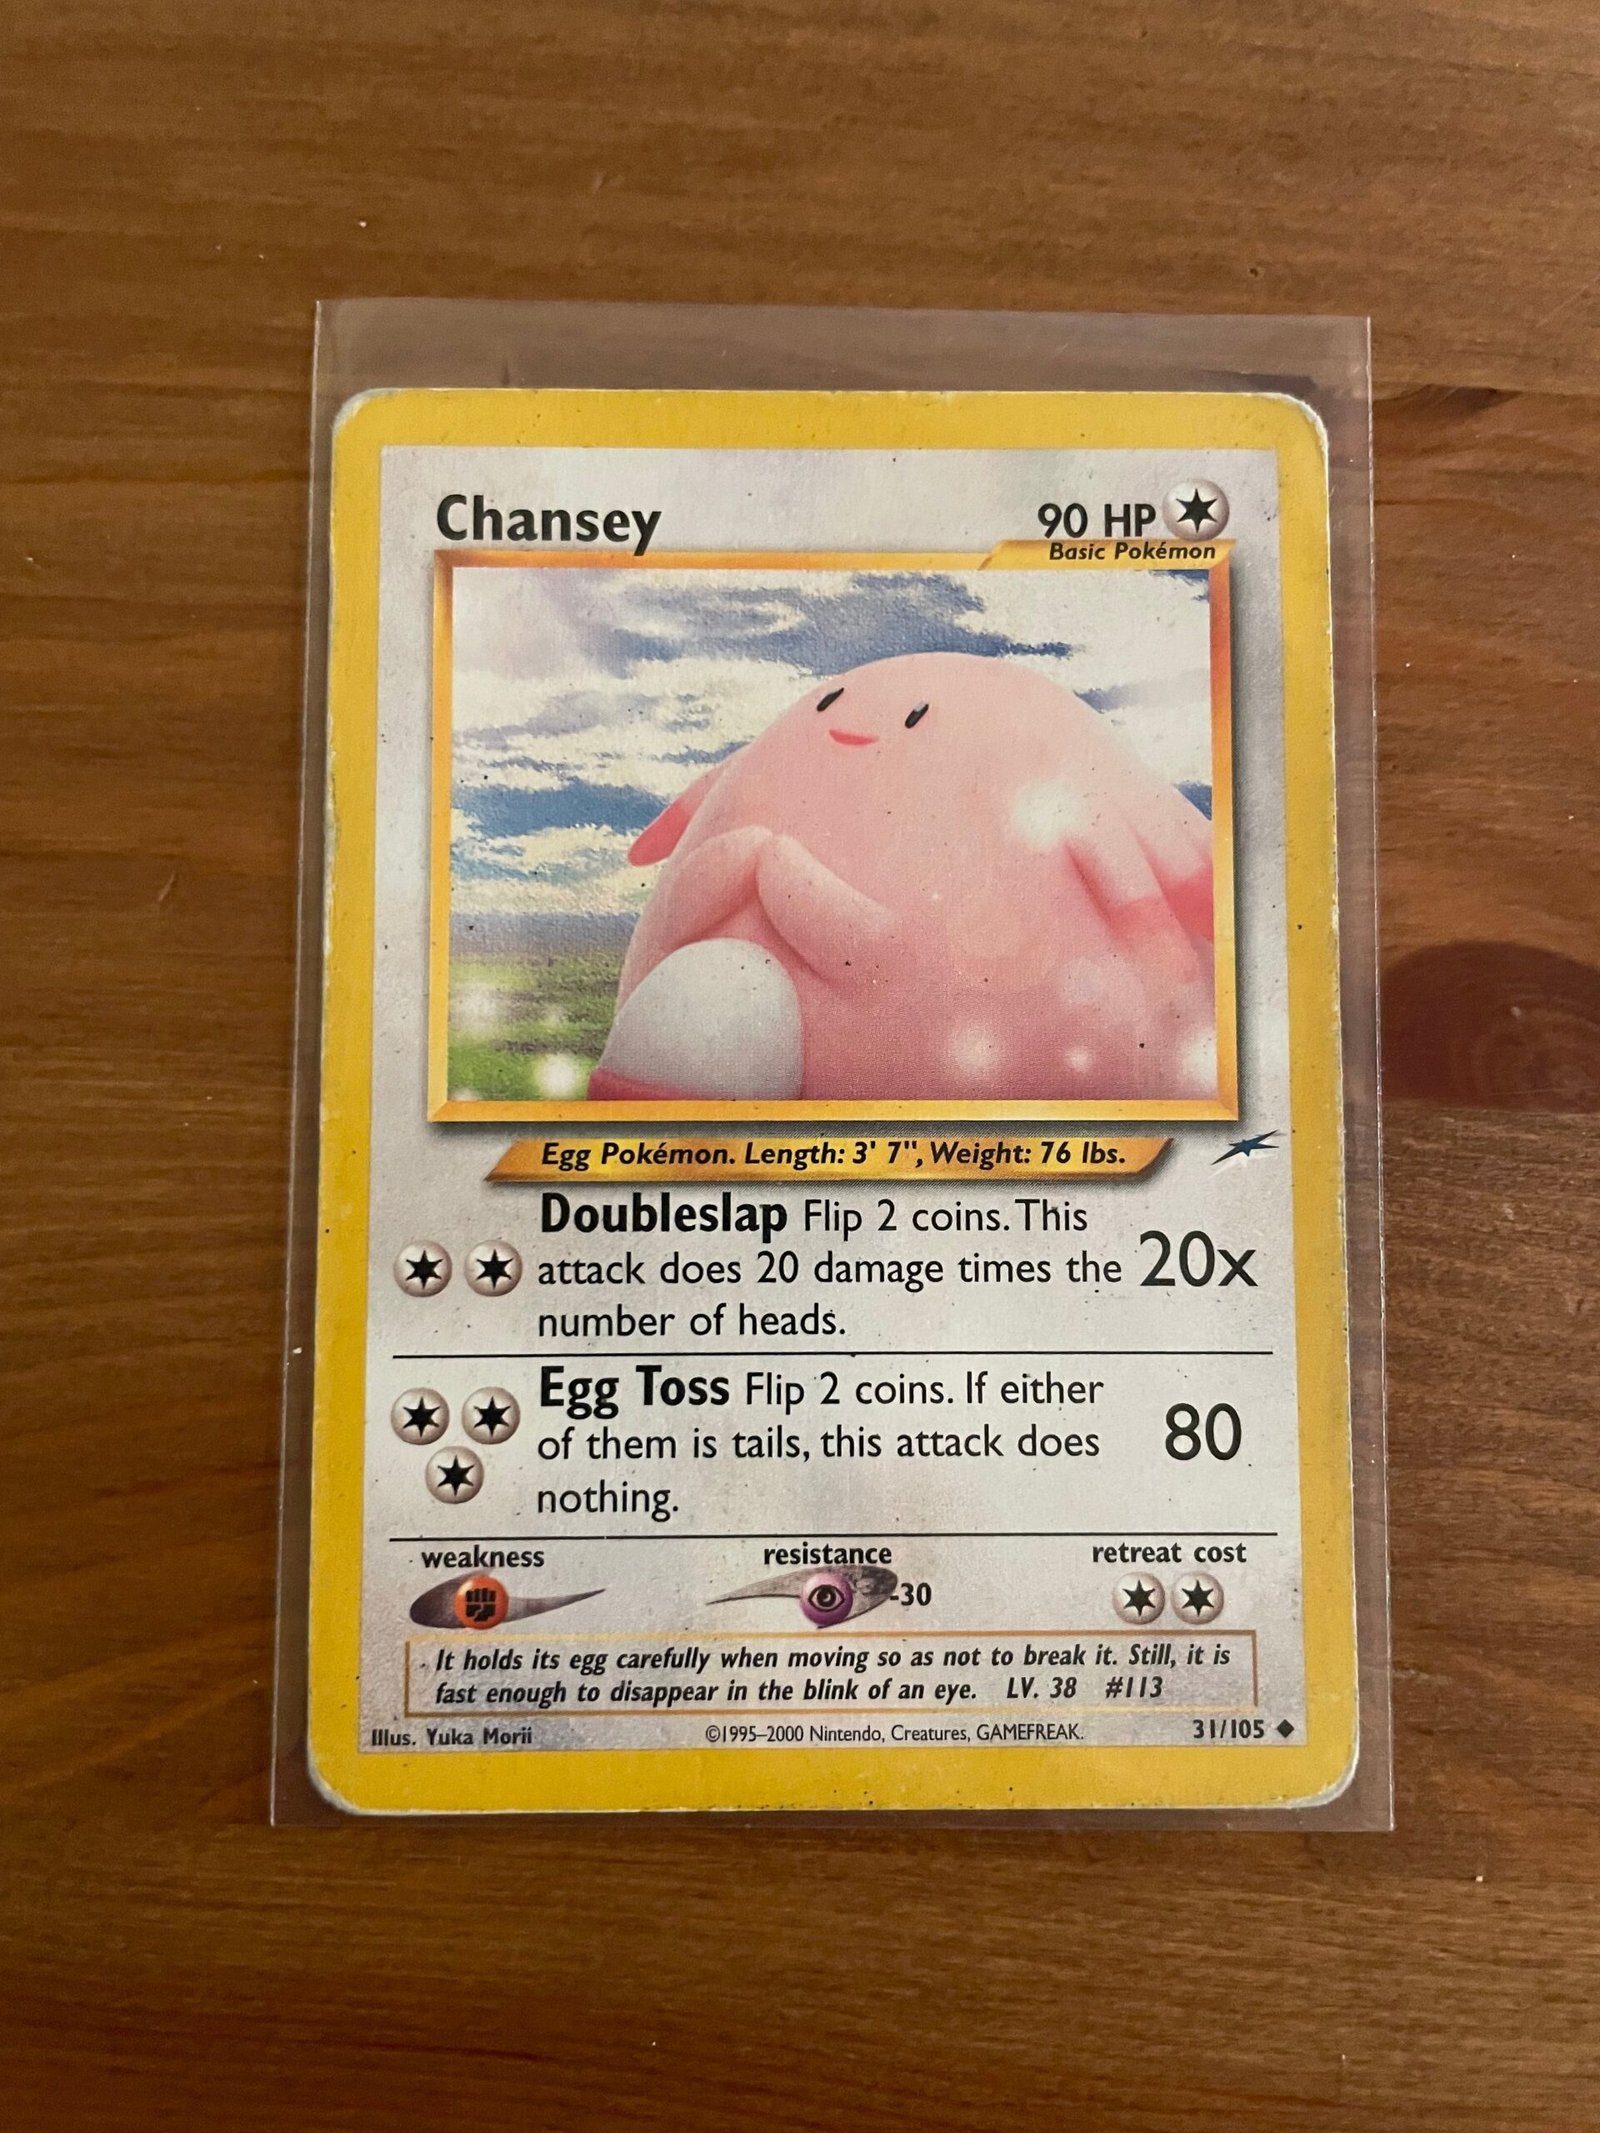 Chansey
90 HP
Basic Pokémon
Egg Pokémon. Length: 3' 7", Weight: 76 lbs.
Doubleslap Flip 2 coins. This
attack does 20 damage times the
number of heads.
20x
Egg Toss Flip 2 coins. If either
of them is tails, this attack does
nothing.
80
weakness
resistance
-30
retreat cost
It holds its egg carefully when moving so as not to break it. Still, it is
fast enough to disappear in the blink of an eye. LV. 38 #113
Illus. Yuka Morii
©1995–2000 Nintendo, Creatures, GAMEFREAK.
31/105